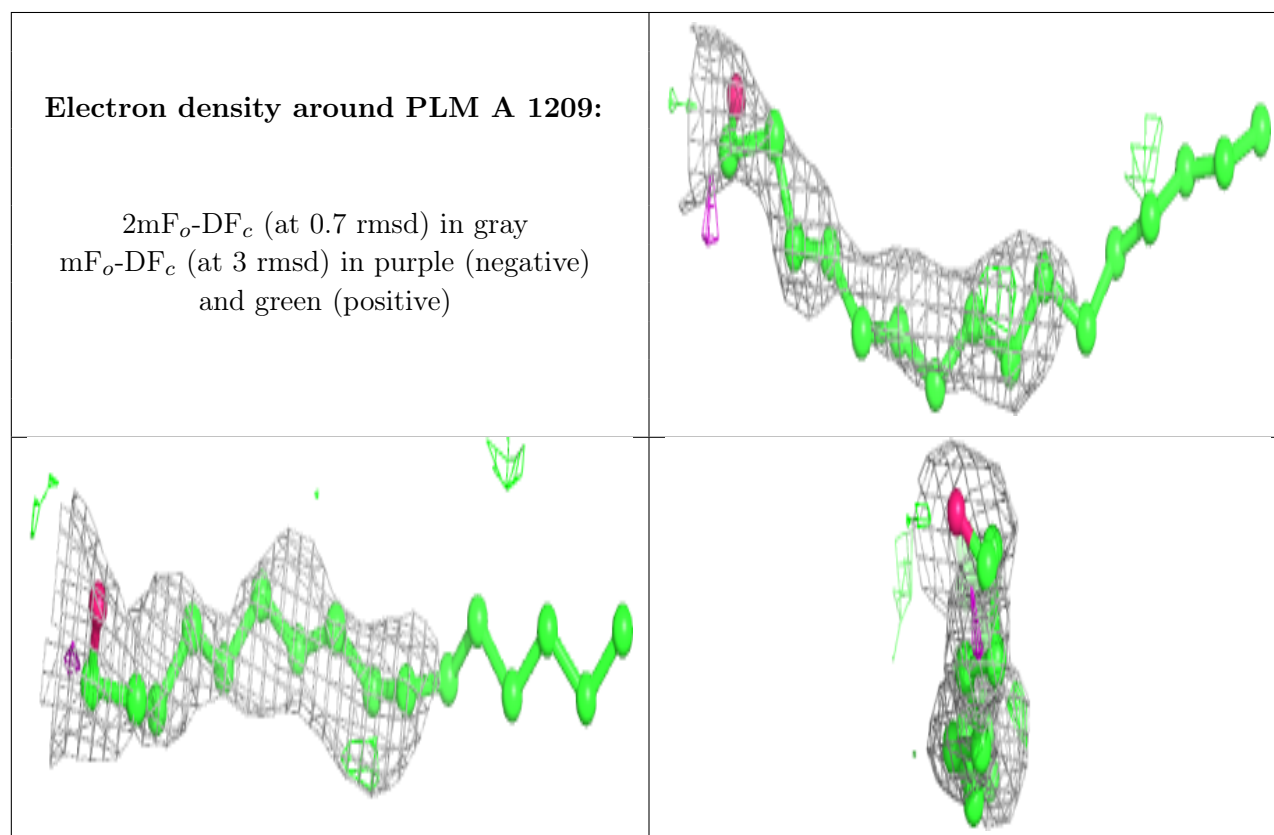 Electron density around PLM A 1209:
2mFo-DFc (at 0.7 rmsd) in gray
mFo-DFc (at 3 rmsd) in purple (negative)
and green (positive)